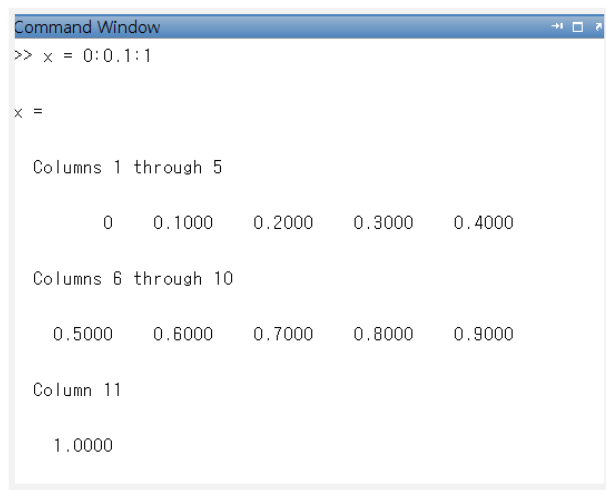 Command Window
>> x = 0:0.1:1
x =
Columns 1 through 5
0 0.1000 0.2000 0.3000 0.4000
Columns 6 through 10
0.5000 0.6000 0.7000 0.8000 0.9000
Column 11
1.0000